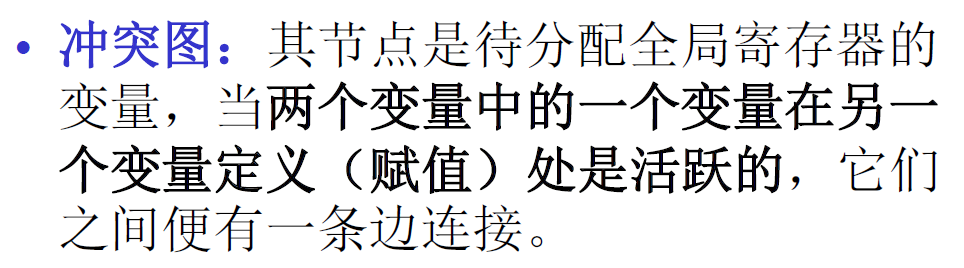 • 冲突图：其节点是待分配全局寄存器的
变量，当两个变量中的一个变量在另一
个变量定义（赋值）处是活跃的，它们
之间便有一条边连接。